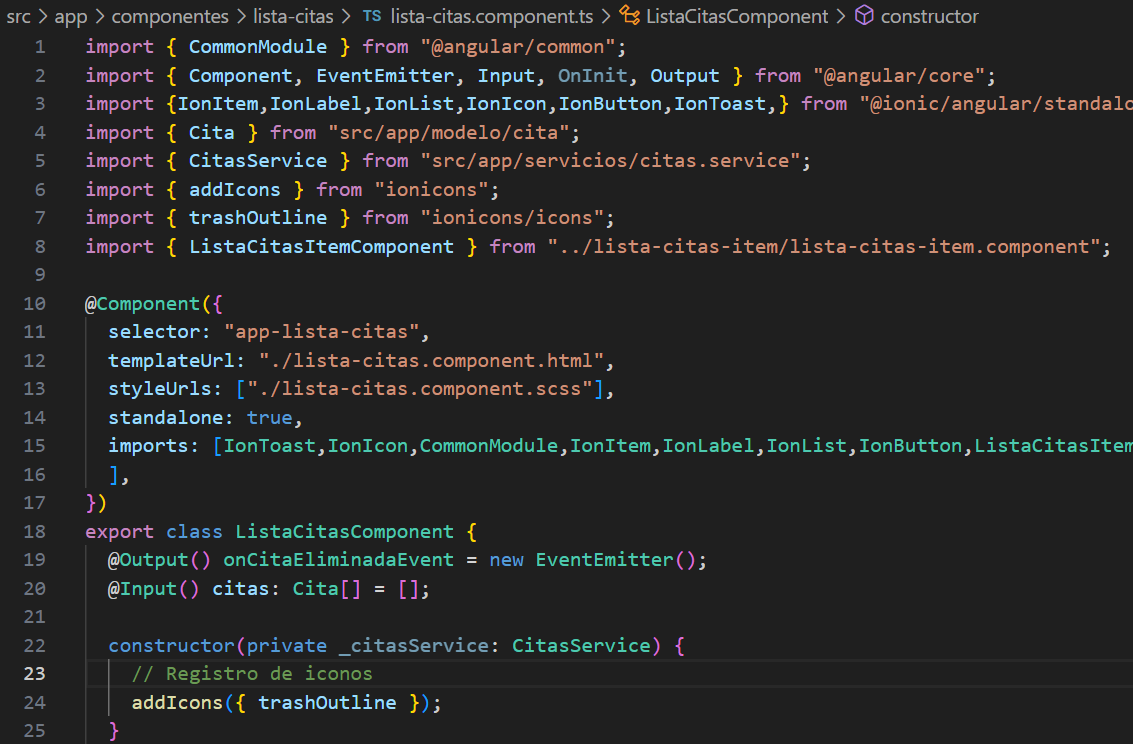 src > app > componentes > lista-citas > TS lista-citas.component.ts > ListaCitasComponent > constructor
1 import { CommonModule } from "@angular/common";
2 import { Component, EventEmitter, Input, OnInit, Output } from "@angular/core";
3 import {IonItem,IonLabel,IonList,IonIcon,IonButton,IonToast,} from "@ionic/angular/standalo
4 import { Cita } from "src/app/modelo/cita";
5 import { CitasService } from "src/app/servicios/citas.service";
6 import { addIcons } from "ionicons";
7 import { trashOutline } from "ionicons/icons";
8 import { ListaCitasItemComponent } from "../lista-citas-item/lista-citas-item.component";
9
10 @Component({
11 selector: "app-lista-citas",
12 templateUrl: "./lista-citas.component.html",
13 styleUrls: ["./lista-citas.component.scss"],
14 standalone: true,
15 imports: [IonToast,IonIcon,CommonModule,IonItem,IonLabel,IonList,IonButton,ListaCitasItem
16 ],
17 })
18 export class ListaCitasComponent {
19 @Output() onCitaEliminadaEvent = new EventEmitter();
20 @Input() citas: Cita[] = [];
21
22 constructor(private _citasService: CitasService) {
23 // Registro de iconos
24 addIcons({ trashOutline });
25 }